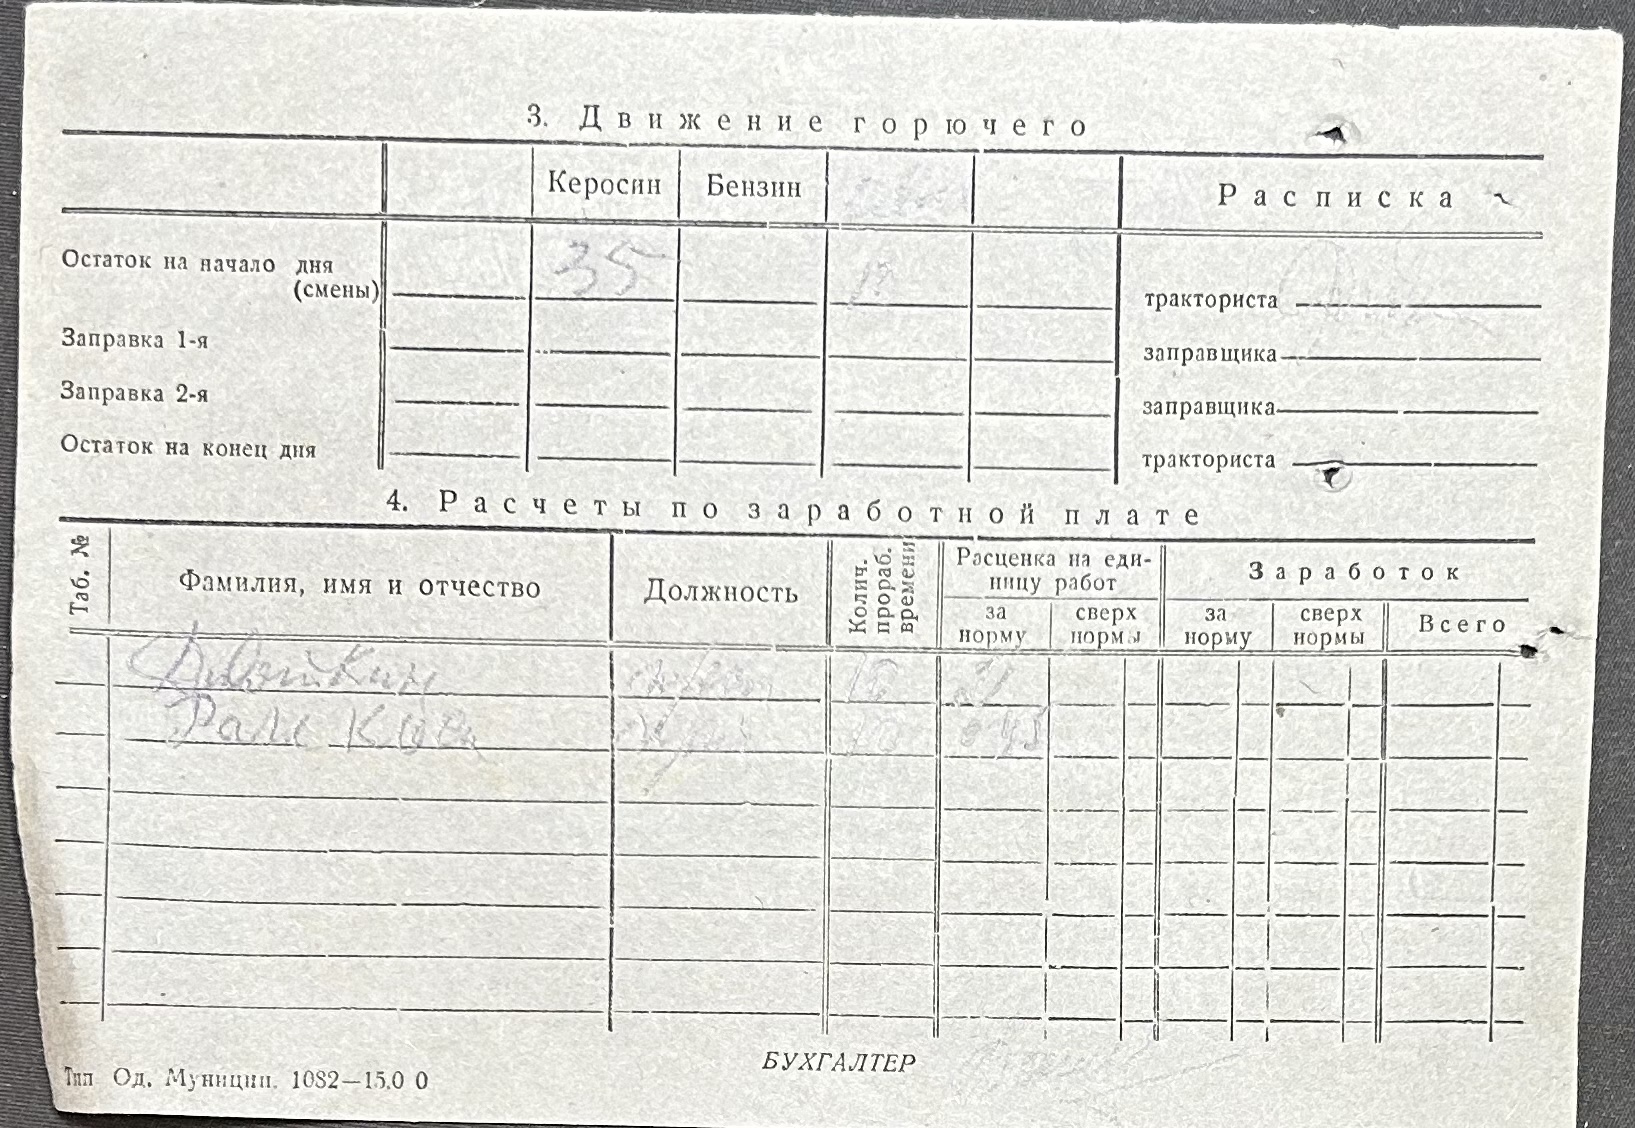 3. Движение горючего
Керосин Бензин Расписка
Остаток на начало дня (смены) 35 тракториста
Заправка 1-я заправщика
Заправка 2-я заправщика
Остаток на конец дня тракториста
4. Расчеты по заработной плате
Таб. № Фамилия, имя и отчество Должность Колич. прораб. времени Расценка на единицу работ Заработок
за норму сверх нормы за норму сверх нормы Всего
10
10
БУХГАЛТЕР
Тип Од. Муниципп. 1082—15.0 0